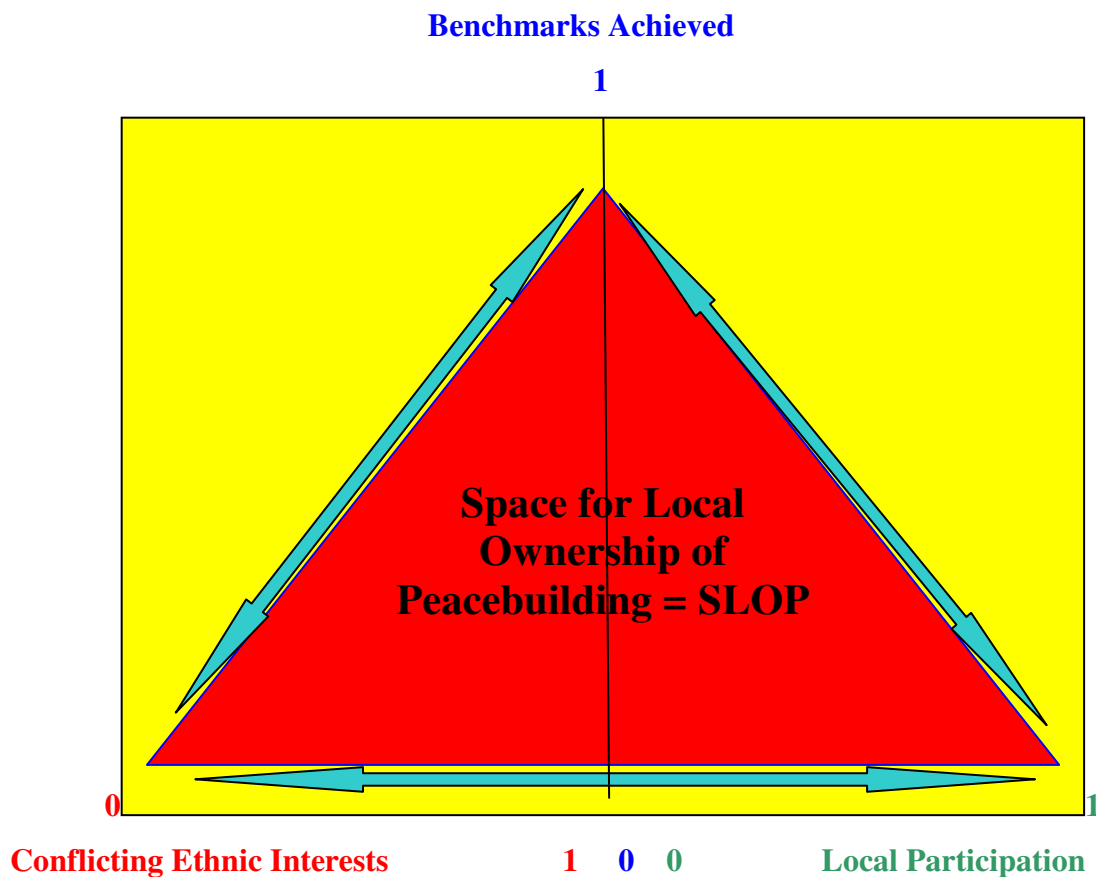 Benchmarks Achieved
1
Space for Local
Ownership of
Peacebuilding = SLOP
0 1
Conflicting Ethnic Interests 1 0 0 Local Participation